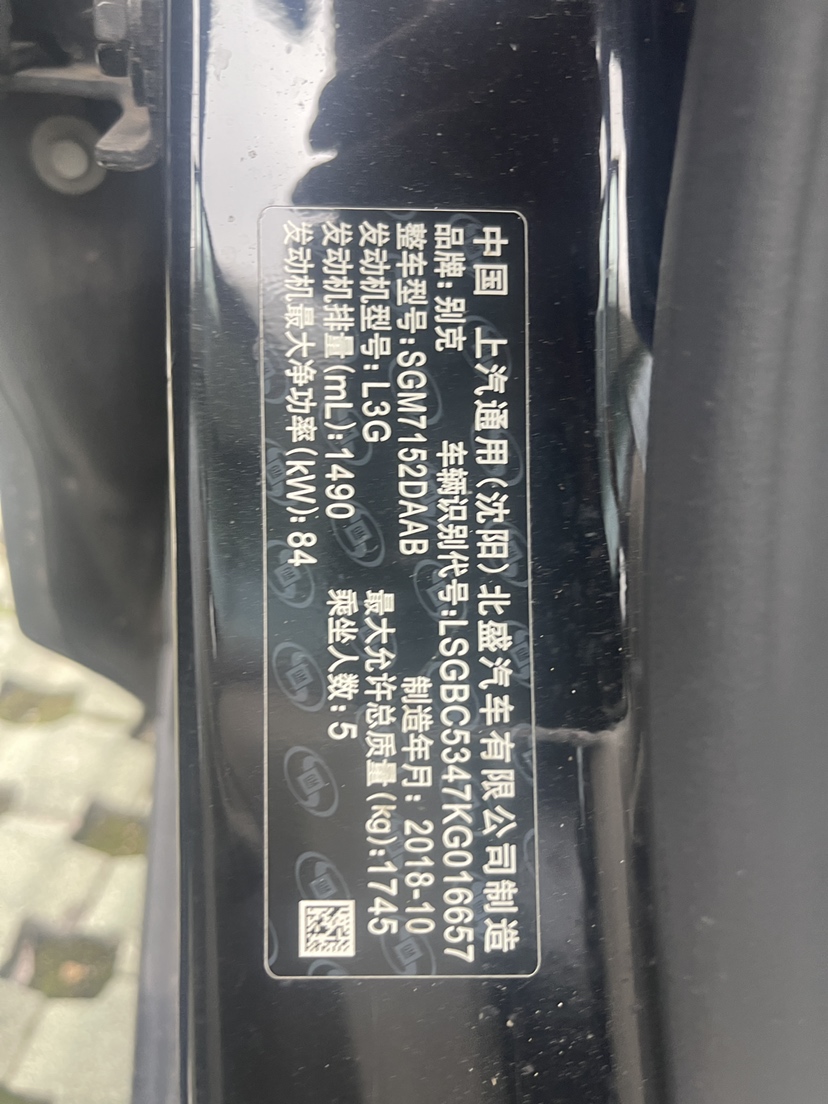 中国 上汽通用(沈阳)北盛汽车有限公司制造
品牌:别克 车辆识别代号:LSGBC5347KG016657
整车型号:SGM7152DAAB 制造年月:2018-10
发动机型号:L3G 最大允许总质量(kg):1745
发动机排量(mL):1490 乘坐人数:5
发动机最大净功率(kW):84